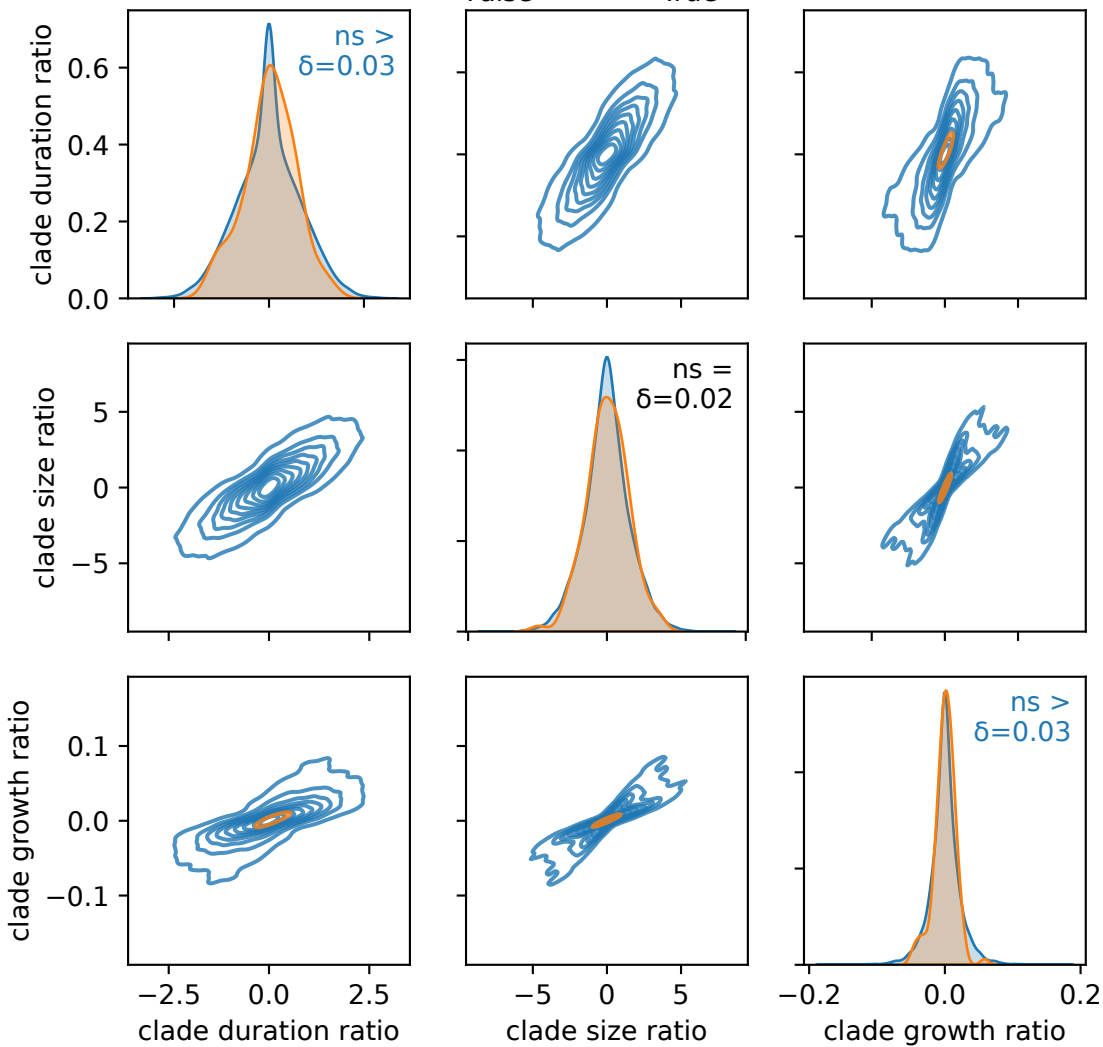 clade duration ratio
0.6
0.4
0.2
0.0
ns >
δ=0.03
clade size ratio
5
0
−5
ns =
δ=0.02
clade growth ratio
0.1
0.0
−0.1
ns >
δ=0.03
−2.5 0.0 2.5
−5 0 5
−0.2 0.0 0.2
clade duration ratio
clade size ratio
clade growth ratio